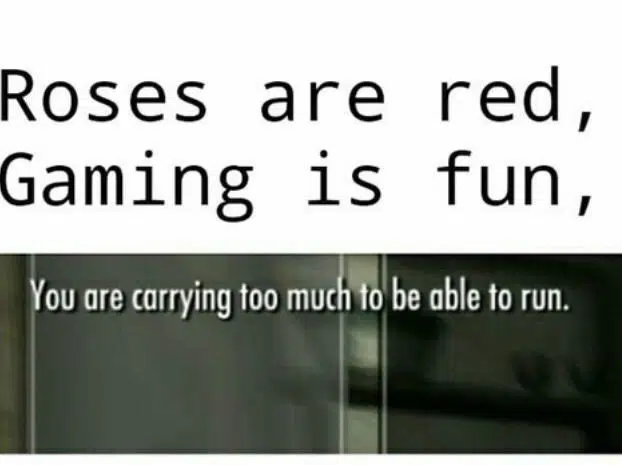 Roses are red,
Gaming is fun,
You are carrying too much to be able to run.